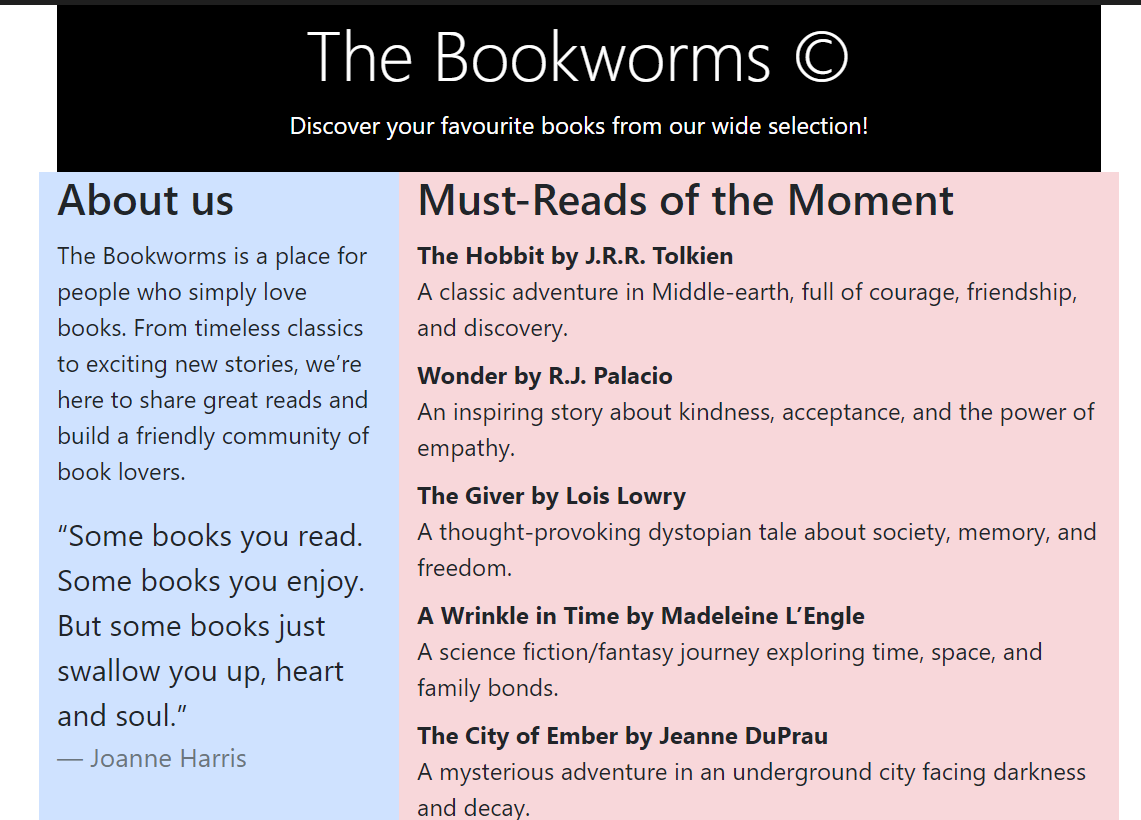 The Bookworms ©
Discover your favourite books from our wide selection!
About us
The Bookworms is a place for
people who simply love
books. From timeless classics
to exciting new stories, we’re
here to share great reads and
build a friendly community of
book lovers.
“Some books you read.
Some books you enjoy.
But some books just
swallow you up, heart
and soul.”
— Joanne Harris
Must-Reads of the Moment
The Hobbit by J.R.R. Tolkien
A classic adventure in Middle-earth, full of courage, friendship,
and discovery.
Wonder by R.J. Palacio
An inspiring story about kindness, acceptance, and the power of
empathy.
The Giver by Lois Lowry
A thought-provoking dystopian tale about society, memory, and
freedom.
A Wrinkle in Time by Madeleine L’Engle
A science fiction/fantasy journey exploring time, space, and
family bonds.
The City of Ember by Jeanne DuPrau
A mysterious adventure in an underground city facing darkness
and decay.